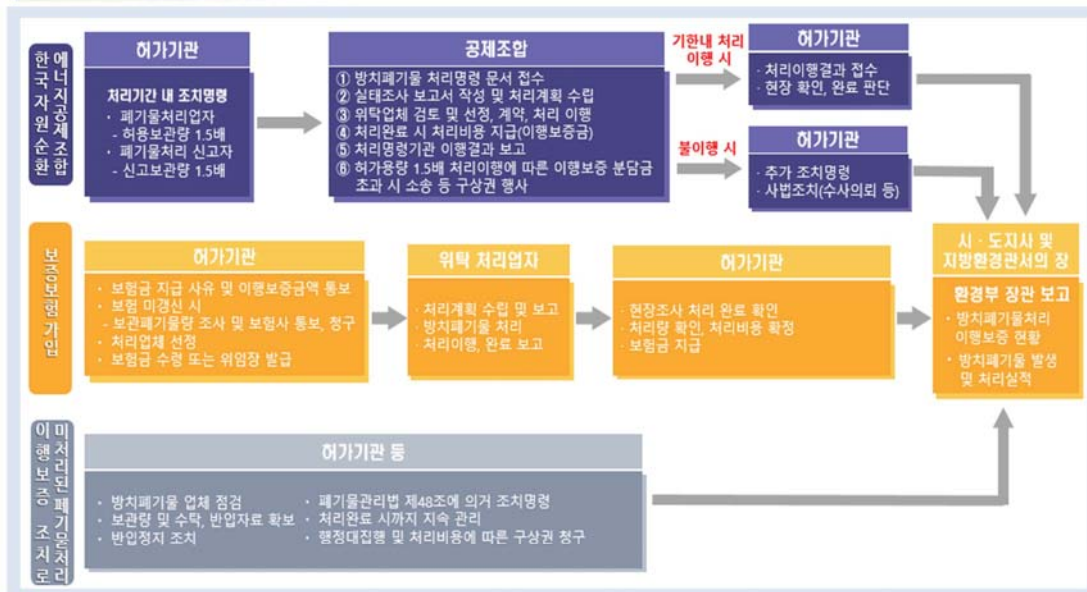 한국자원순환
에너지공제조합
허가기관
처리기간 내 조치명령
• 폐기물처리업자
- 허용보관량 1.5배
• 폐기물처리 신고자
- 신고보관량 1.5배
공제조합
① 방치폐기물 처리명령 문서 접수
② 실태조사 보고서 작성 및 처리계획 수립
③ 위탁업체 검토 및 선정, 계약, 처리 이행
④ 처리완료 시 처리비용 지급(이행보증금)
⑤ 처리명령기관 이행결과 보고
⑥ 허가용량 1.5배 처리이행에 따른 이행보증 분담금
초과 시 소송 등 구상권 행사
기한내 처리
이행 시
불이행 시
허가기관
· 처리이행결과 접수
· 현장 확인, 완료 판단
허가기관
· 추가 조치명령
· 사법조치(수사의뢰 등)
보증보험 가입
허가기관
• 보험금 지급 사유 및 이행보증금액 통보
• 보험 미갱신 시
- 보관폐기물량 조사 및 보험사 통보, 청구
• 처리업체 선정
• 보험금 수령 또는 위임장 발급
위탁 처리업자
· 처리계획 수립 및 보고
· 방치폐기물 처리
· 처리이행, 완료 보고
허가기관
· 현장조사 처리 완료 확인
· 처리량 확인, 처리비용 확정
· 보험금 지급
시 · 도지사 및
지방환경관서의 장
환경부 장관 보고
• 방치폐기물처리
이행보증 현황
• 방치폐기물 발생
및 처리실적
이행보증 조치로
미처리된 폐기물처리
허가기관 등
• 방치폐기물 업체 점검
• 보관량 및 수탁, 반입자료 확보
• 반입정지 조치
• 폐기물관리법 제48조에 의거 조치명령
• 처리완료 시까지 지속 관리
• 행정대집행 및 처리비용에 따른 구상권 청구